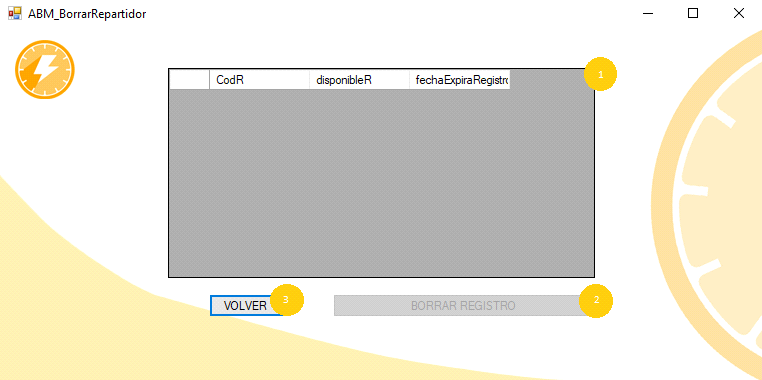 ABM_BorrarRepartidor
1
CodR disponibleR fechaExpiraRegistro
VOLVER 3 BORRAR REGISTRO 2